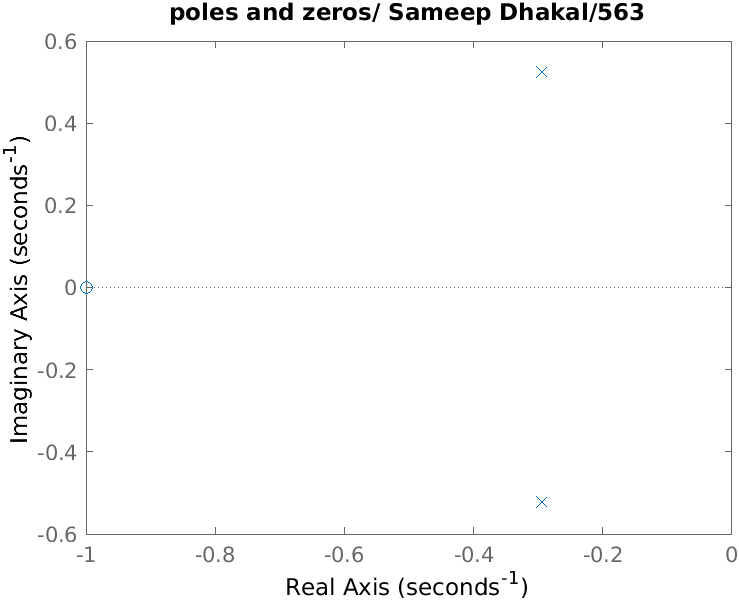 poles and zeros/ Sameep Dhakal/563
0.6
0.4
0.2
0
-0.2
-0.4
-0.6
Imaginary Axis (seconds⁻¹)
-1 -0.8 -0.6 -0.4 -0.2 0
Real Axis (seconds⁻¹)